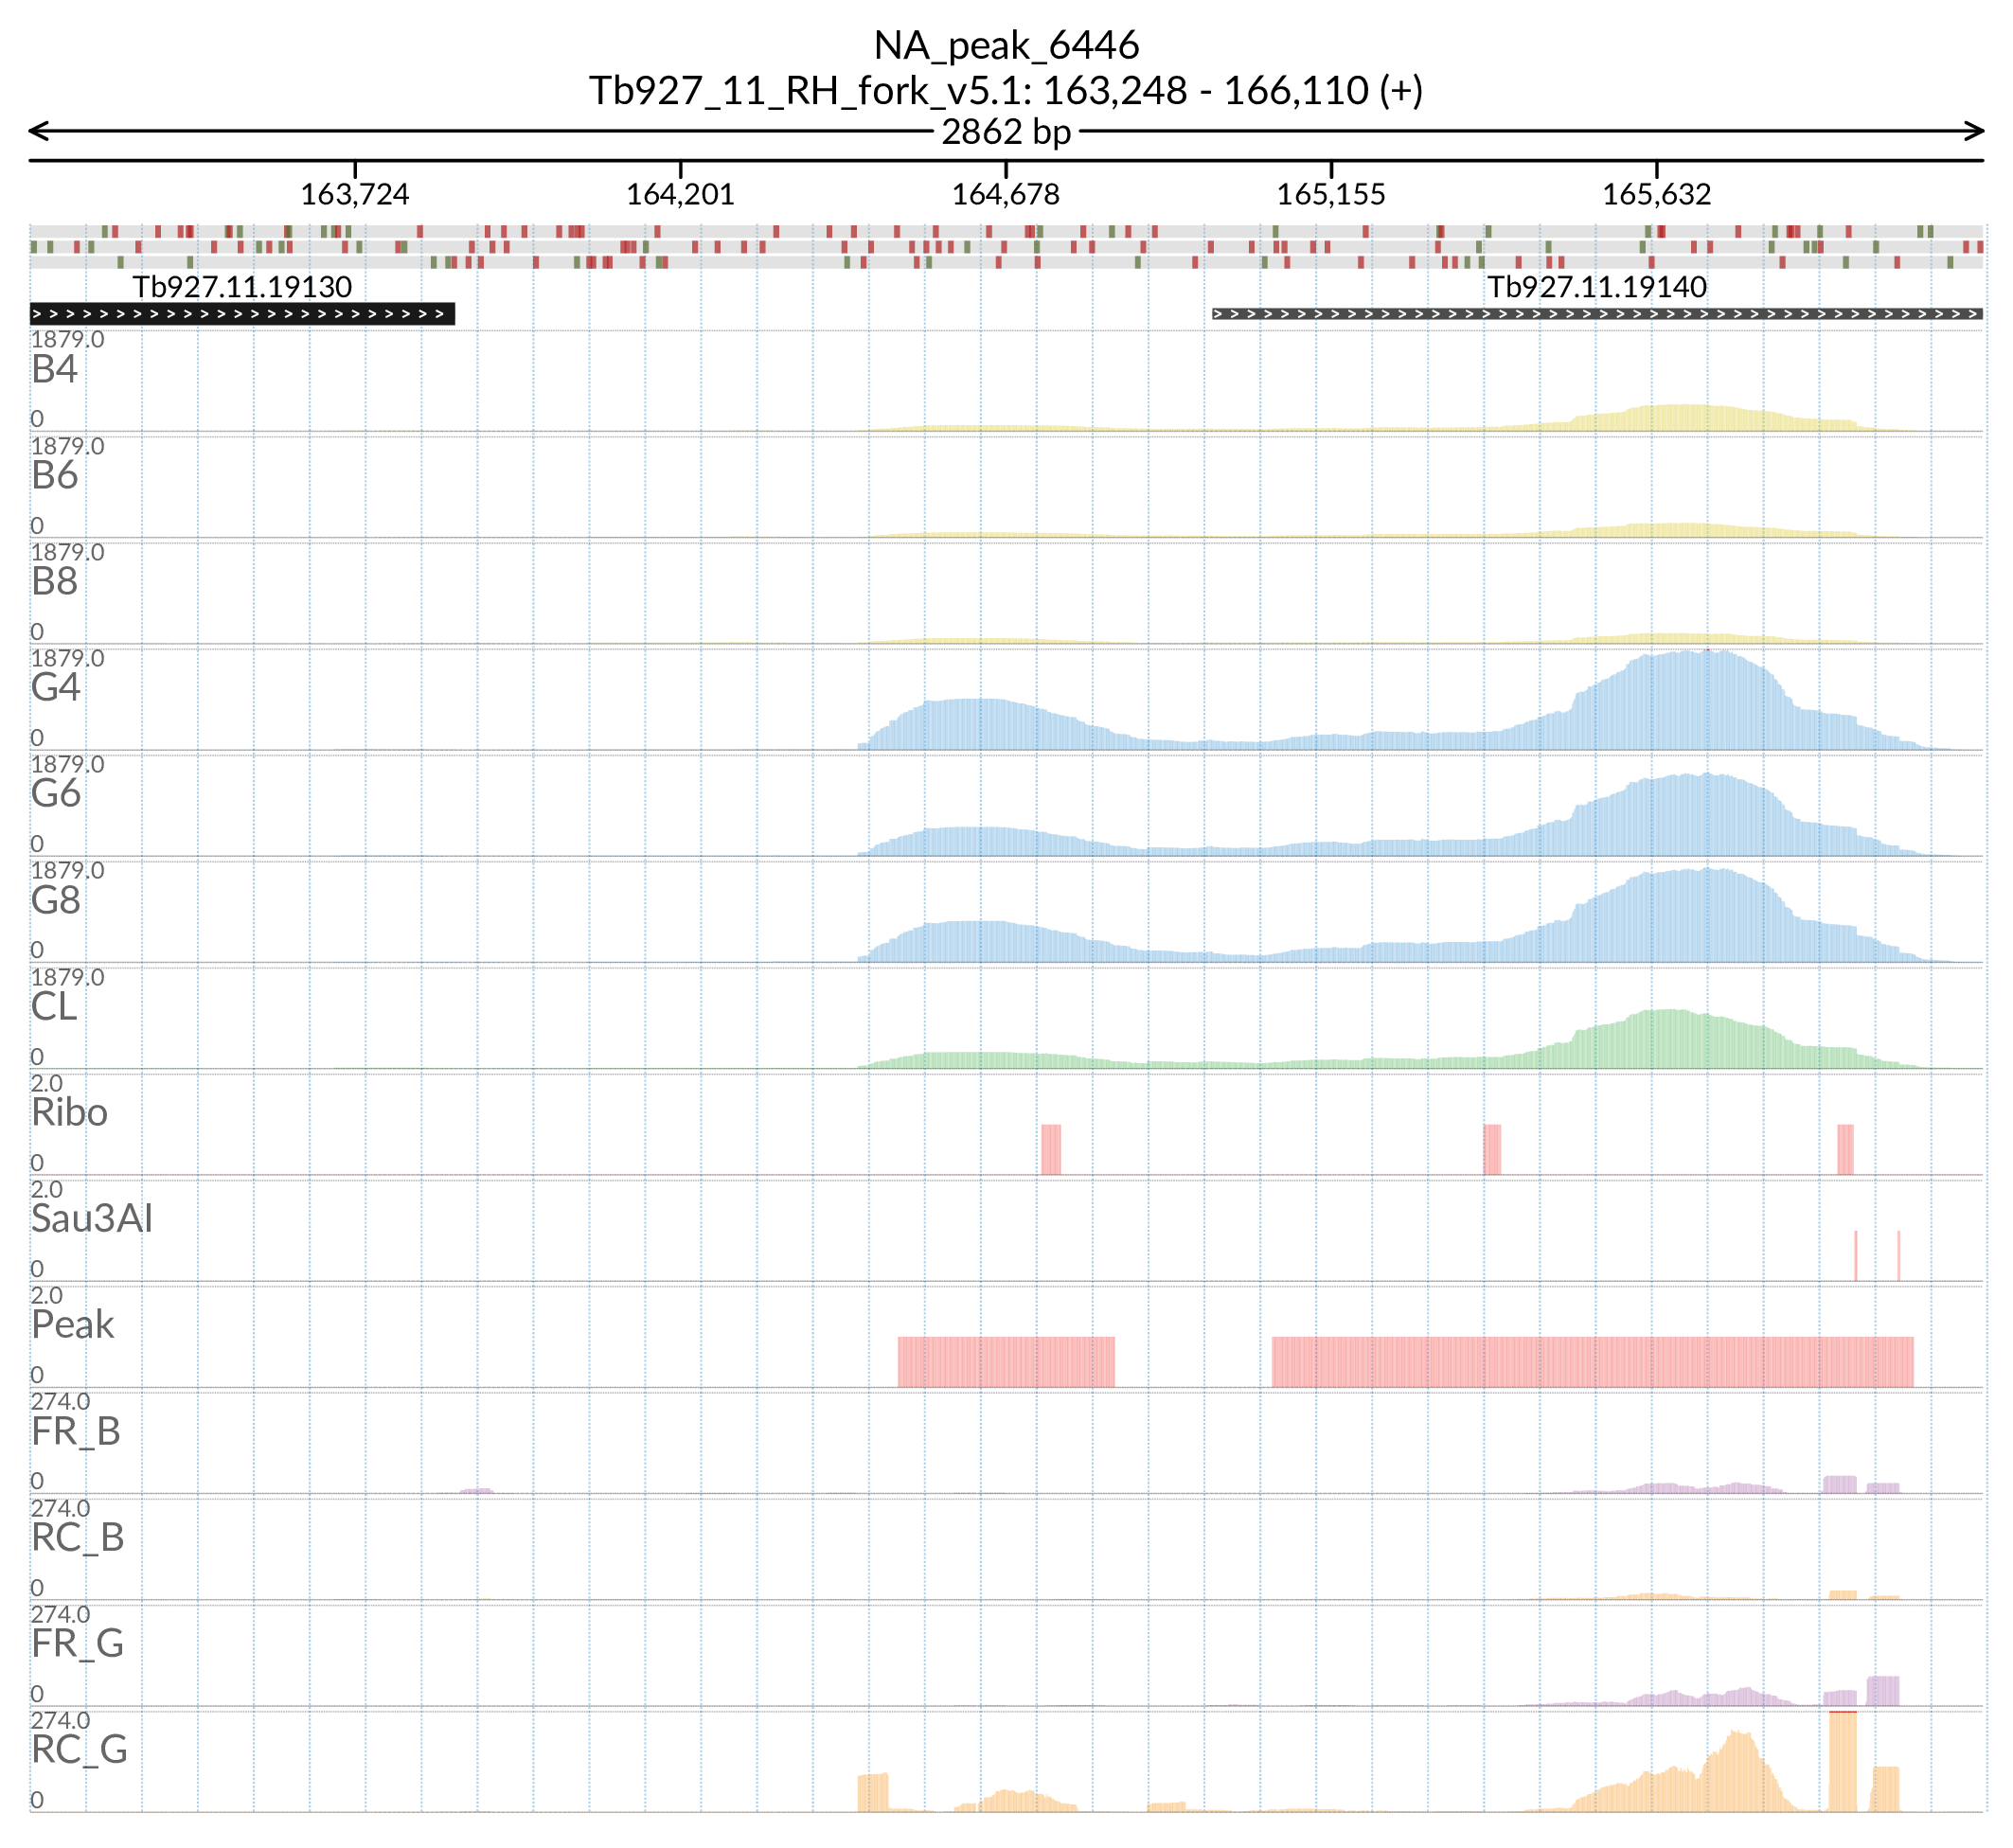 NA_peak_6446
Tb927_11_RH_fork_v5.1: 163,248 - 166,110 (+)
2862 bp
163,724 164,201 164,678 165,155 165,632
Tb927.11.19130 Tb927.11.19140
1879.0
B4
0
1879.0
B6
0
1879.0
B8
0
1879.0
G4
0
1879.0
G6
0
1879.0
G8
0
1879.0
CL
0
2.0
Ribo
0
2.0
Sau3AI
0
2.0
Peak
0
274.0
FR_B
0
274.0
RC_B
0
274.0
FR_G
0
274.0
RC_G
0